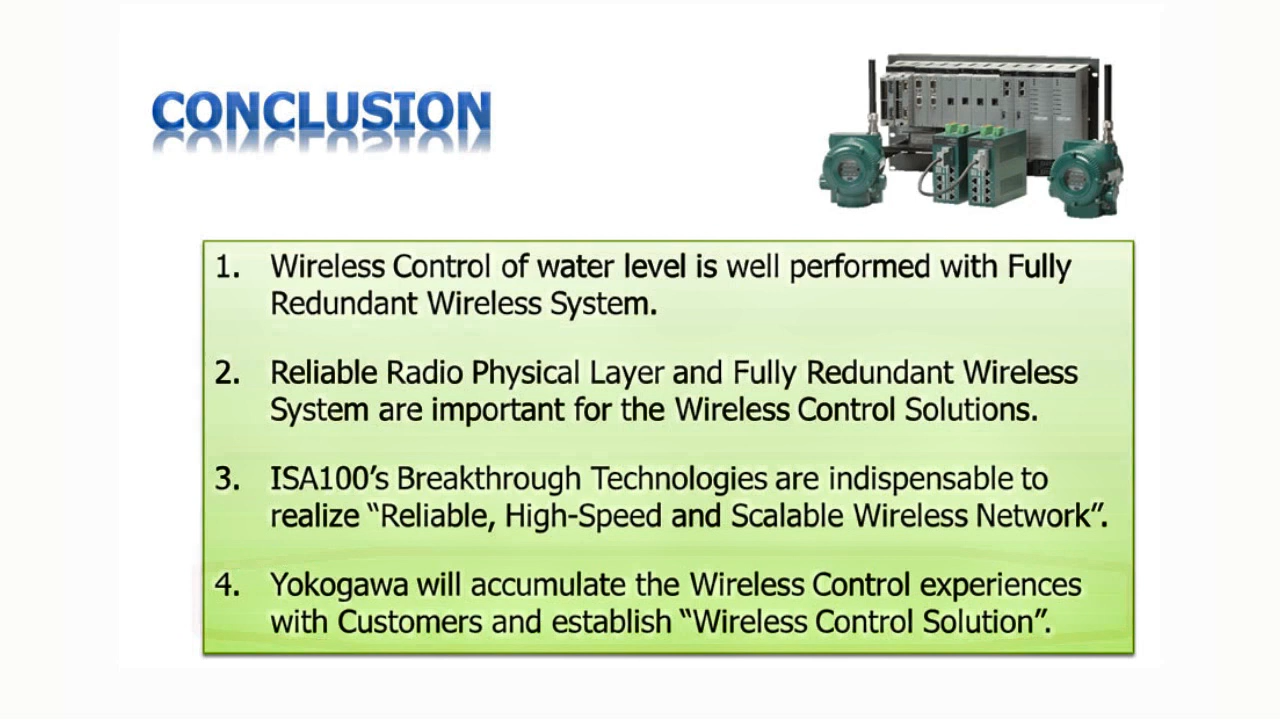 CONCLUSION
1. Wireless Control of water level is well performed with Fully
Redundant Wireless System.
2. Reliable Radio Physical Layer and Fully Redundant Wireless
System are important for the Wireless Control Solutions.
3. ISA100’s Breakthrough Technologies are indispensable to
realize “Reliable, High-Speed and Scalable Wireless Network”.
4. Yokogawa will accumulate the Wireless Control experiences
with Customers and establish “Wireless Control Solution”.